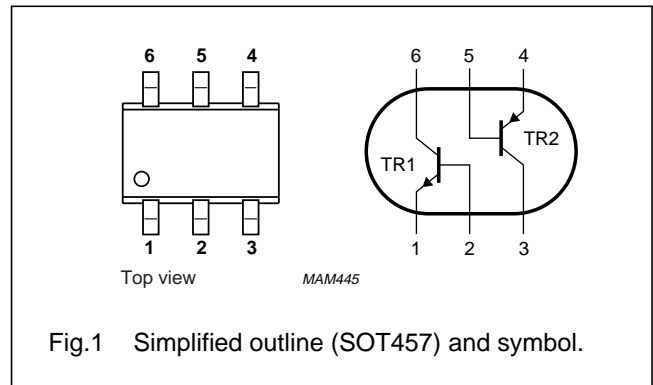 6 5 4
6 5 4
TR1
TR2
1 2 3
1 2 3
Top view
MAM445
Fig.1 Simplified outline (SOT457) and symbol.